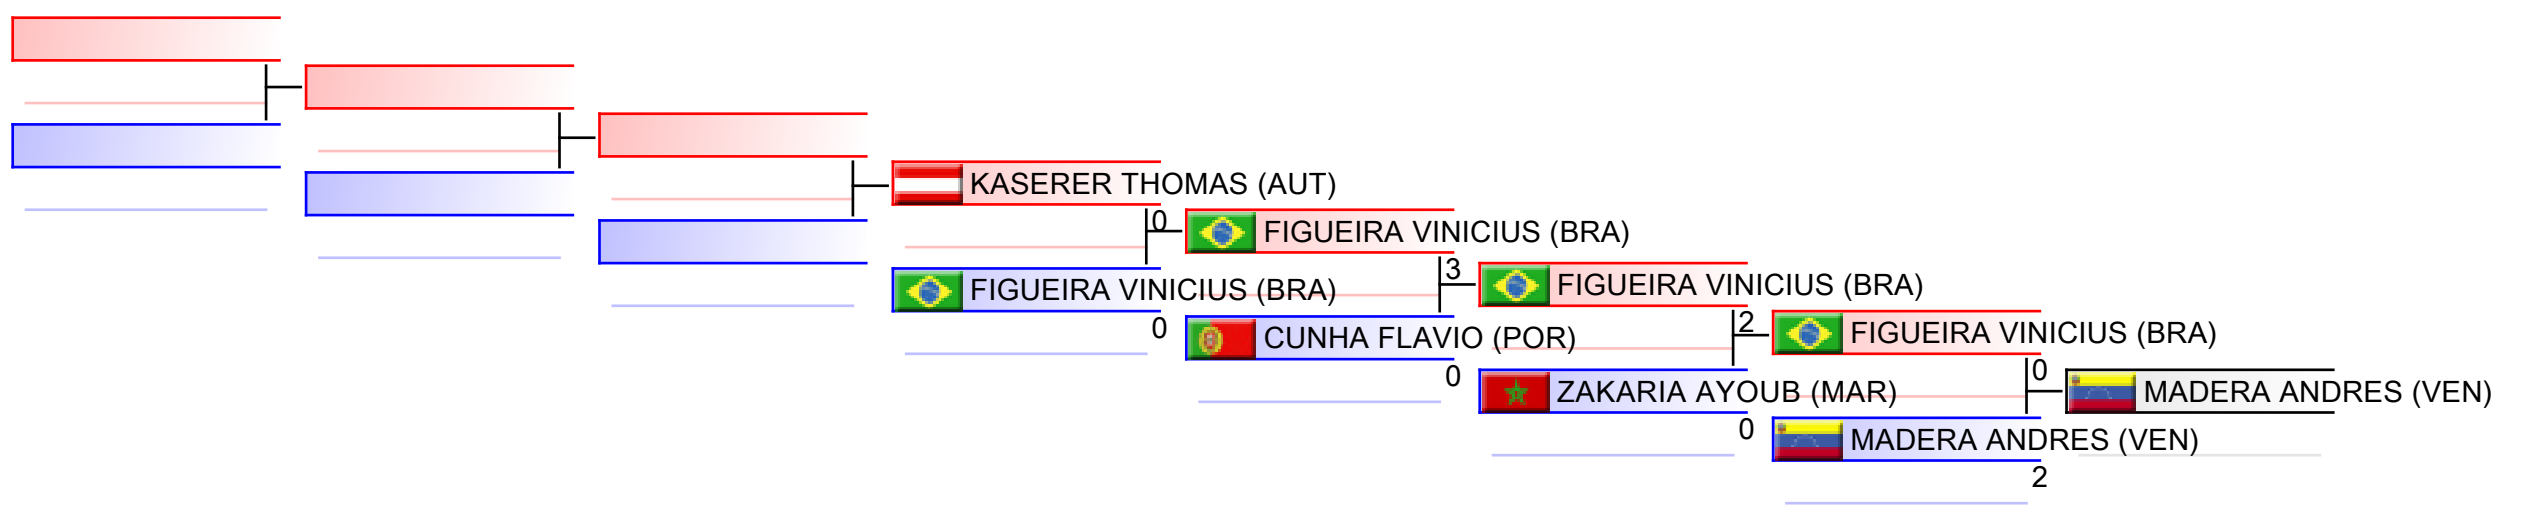 KASERER THOMAS (AUT)
0
FIGUEIRA VINICIUS (BRA)
FIGUEIRA VINICIUS (BRA)
0
3
FIGUEIRA VINICIUS (BRA)
CUNHA FLAVIO (POR)
0
2
FIGUEIRA VINICIUS (BRA)
ZAKARIA AYOUB (MAR)
0
0
MADERA ANDRES (VEN)
MADERA ANDRES (VEN)
2